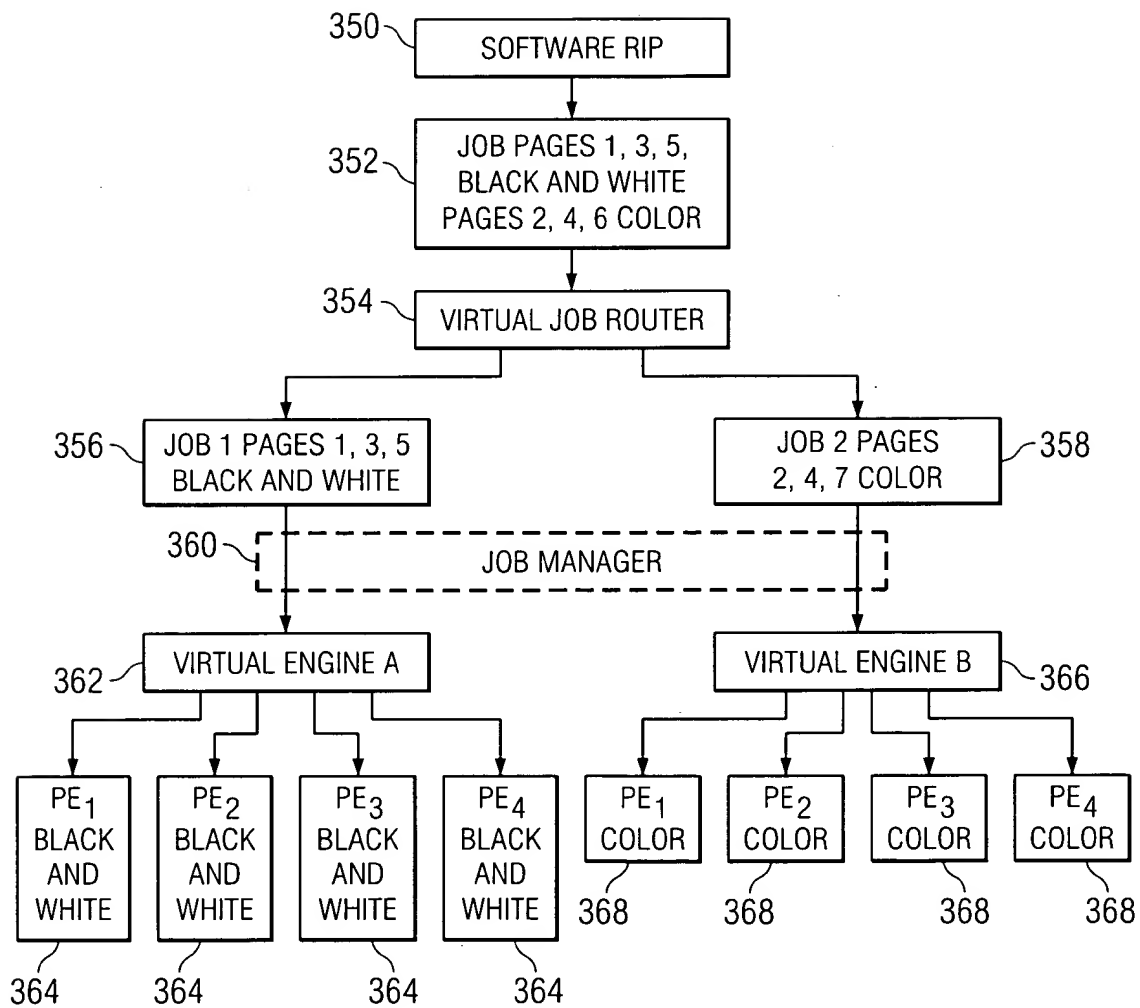 350
SOFTWARE RIP
352
JOB PAGES 1, 3, 5,
BLACK AND WHITE
PAGES 2, 4, 6 COLOR
354
VIRTUAL JOB ROUTER
356
JOB 1 PAGES 1, 3, 5
BLACK AND WHITE
JOB 2 PAGES
2, 4, 7 COLOR
358
360
JOB MANAGER
362
VIRTUAL ENGINE A
VIRTUAL ENGINE B
366
PE1
BLACK
AND
WHITE
364
PE2
BLACK
AND
WHITE
364
PE3
BLACK
AND
WHITE
364
PE4
BLACK
AND
WHITE
364
PE1
COLOR
368
PE2
COLOR
368
PE3
COLOR
368
PE4
COLOR
368